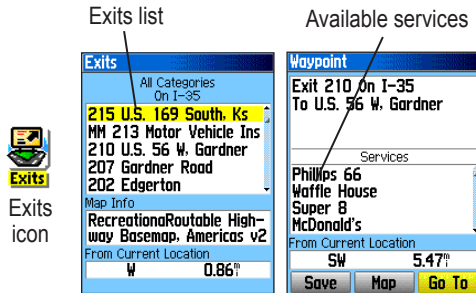 Exits list
Available services
Exits
All Categories
On I-35
215 U.S. 169 South, Ks
MM 213 Motor Vehicle Ins
210 U.S. 56 W, Gardner
207 Gardner Road
202 Edgerton
Map Info
RecreationaRoutable High-
way Basemap, Americas v2
From Current Location
W 0.86m
Waypoint
Exit 210 On I-35
To U.S. 56 W, Gardner
Services
Phillips 66
Waffle House
Super 8
McDonald's
From Current Location
SW 5.47m
Save Map Go To
Exits
Exits
icon